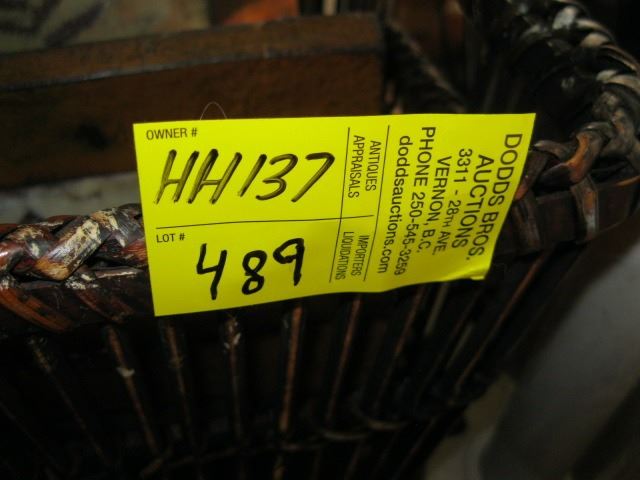 OWNER #
HH137
LOT #
489
ANTIQUES
APPRAISALS
IMPORTERS
LIQUIDATIONS
DODDS BROS.
AUCTIONS
3311 - 28TH AVE
VERNON, B.C.
PHONE 250-545-3259
doddsauctions.com